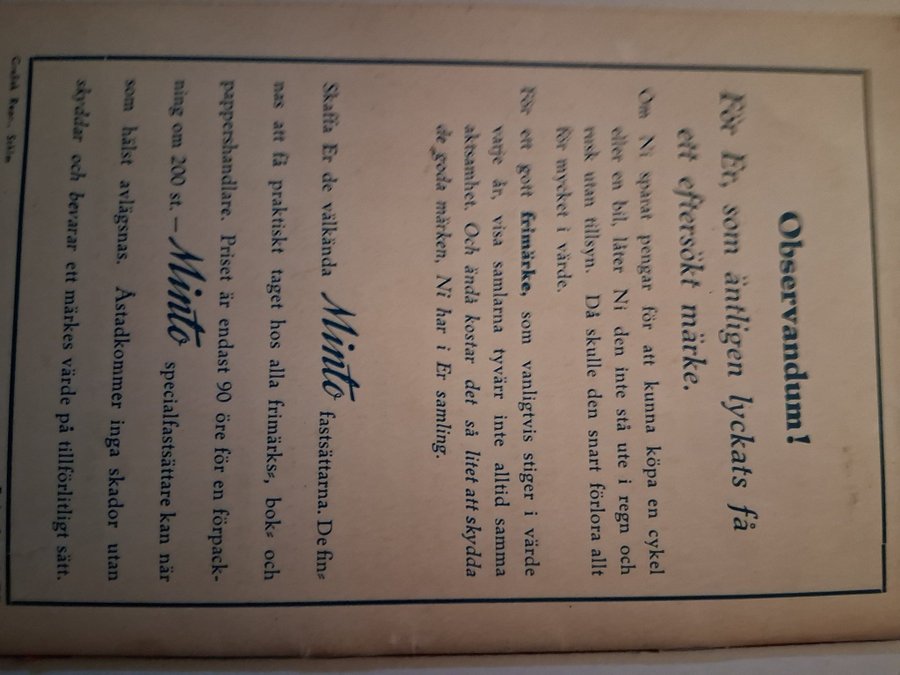 Observandum!
För Er, som äntligen lyckats få
ett eftersökt märke.
Om Ni sparat pengar för att kunna köpa en cykel
eller en bil, låter Ni den inte stå ute i regn och
rusk utan tillsyn. Då skulle den snart förlora allt
för mycket i värde.
För ett gott frimärke, som vanligtvis stiger i värde
varje år, visa samlarna tyvärr inte alltid samma
aktsamhet. Och ändå kostar det så litet att skydda
de goda märken, Ni har i Er samling.
Skaffa Er de välkända Minto fastsättarna. De fin-
nas att få praktiskt taget hos alla frimärks-, bok- och
pappershandlare. Priset är endast 90 öre för en förpack-
ning om 200 st. – Minto specialfastsättare kan när
som hälst avlägsnas. Åstadkommer inga skador utan
skyddar och bevarar ett märkes värde på tillförlitligt sätt.